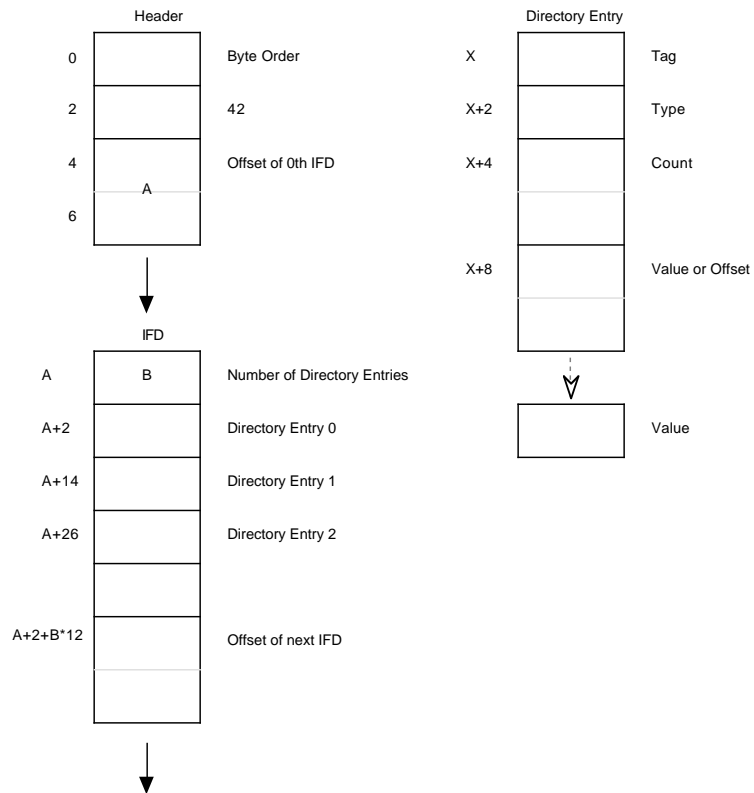 Header
0 Byte Order
2 42
4 Offset of 0th IFD
A
6
IFD
A B Number of Directory Entries
A+2 Directory Entry 0
A+14 Directory Entry 1
A+26 Directory Entry 2
A+2+B*12 Offset of next IFD
Directory Entry
X Tag
X+2 Type
X+4 Count
X+8 Value or Offset
Value